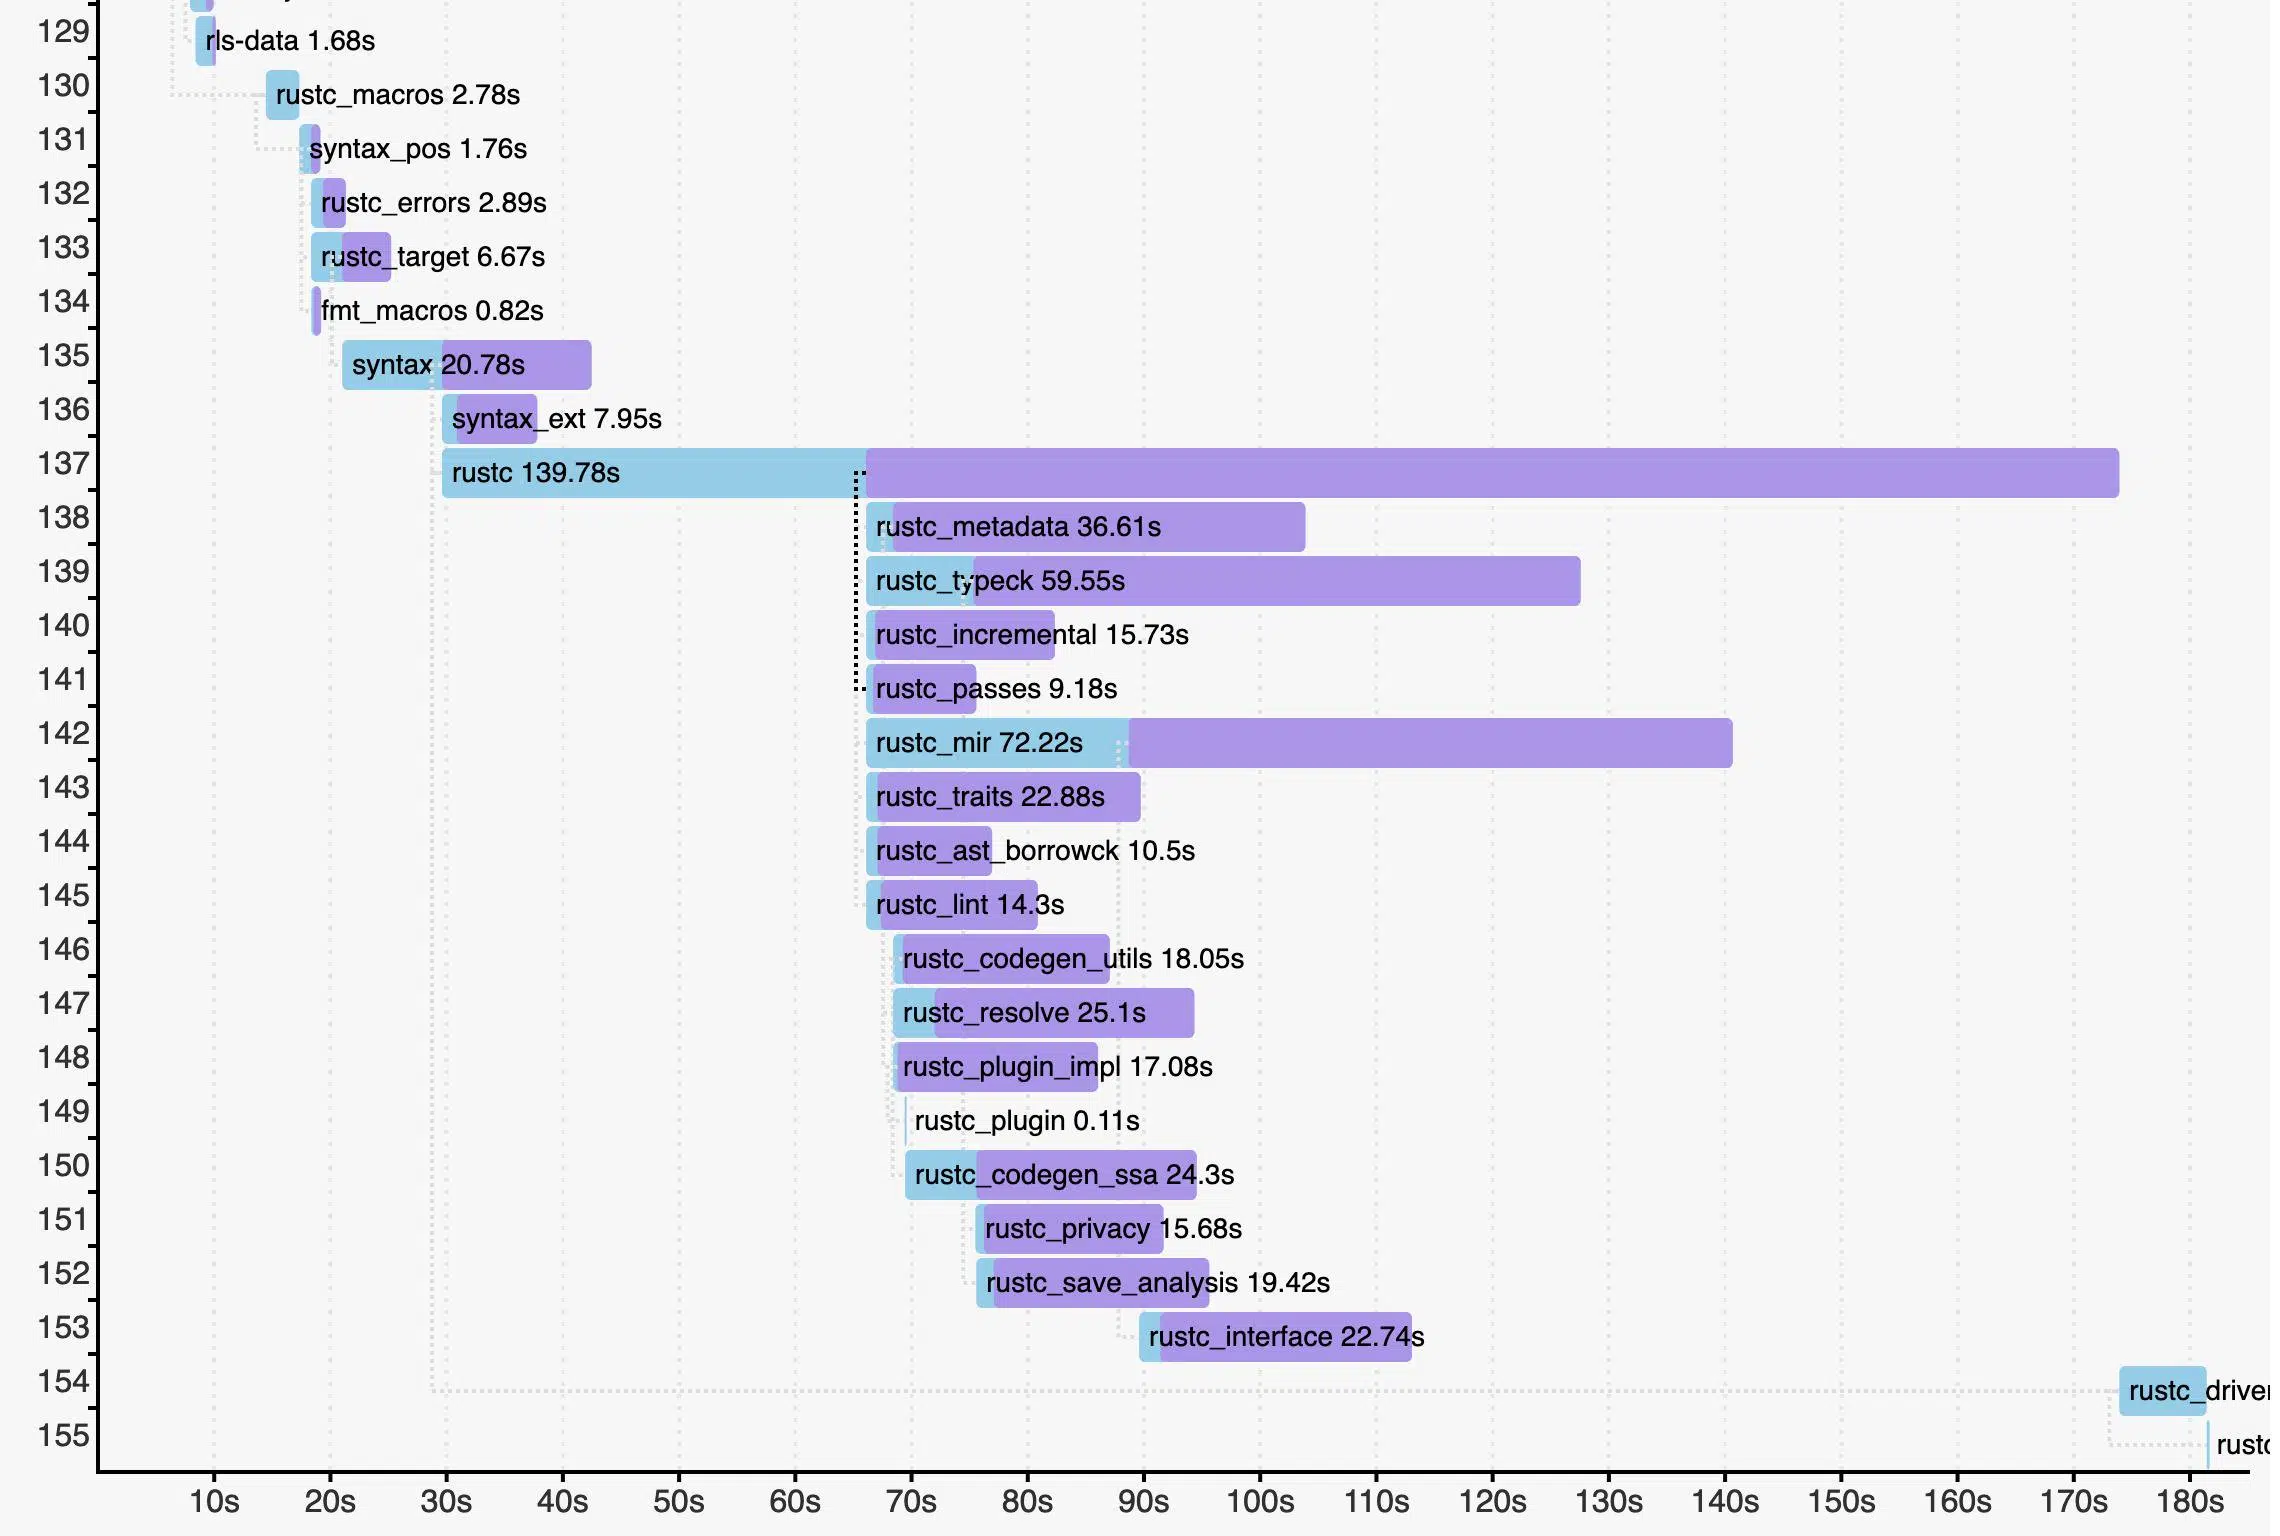 129 rls-data 1.68s
130 rustc_macros 2.78s
131 syntax_pos 1.76s
132 rustc_errors 2.89s
133 rustc_target 6.67s
134 fmt_macros 0.82s
135 syntax 20.78s
136 syntax_ext 7.95s
137 rustc 139.78s
138 rustc_metadata 36.61s
139 rustc_typeck 59.55s
140 rustc_incremental 15.73s
141 rustc_passes 9.18s
142 rustc_mir 72.22s
143 rustc_traits 22.88s
144 rustc_ast_borrowck 10.5s
145 rustc_lint 14.3s
146 rustc_codegen_utils 18.05s
147 rustc_resolve 25.1s
148 rustc_plugin_impl 17.08s
149 rustc_plugin 0.11s
150 rustc_codegen_ssa 24.3s
151 rustc_privacy 15.68s
152 rustc_save_analysis 19.42s
153 rustc_interface 22.74s
154 rustc_driver
155 rustc
10s 20s 30s 40s 50s 60s 70s 80s 90s 100s 110s 120s 130s 140s 150s 160s 170s 180s